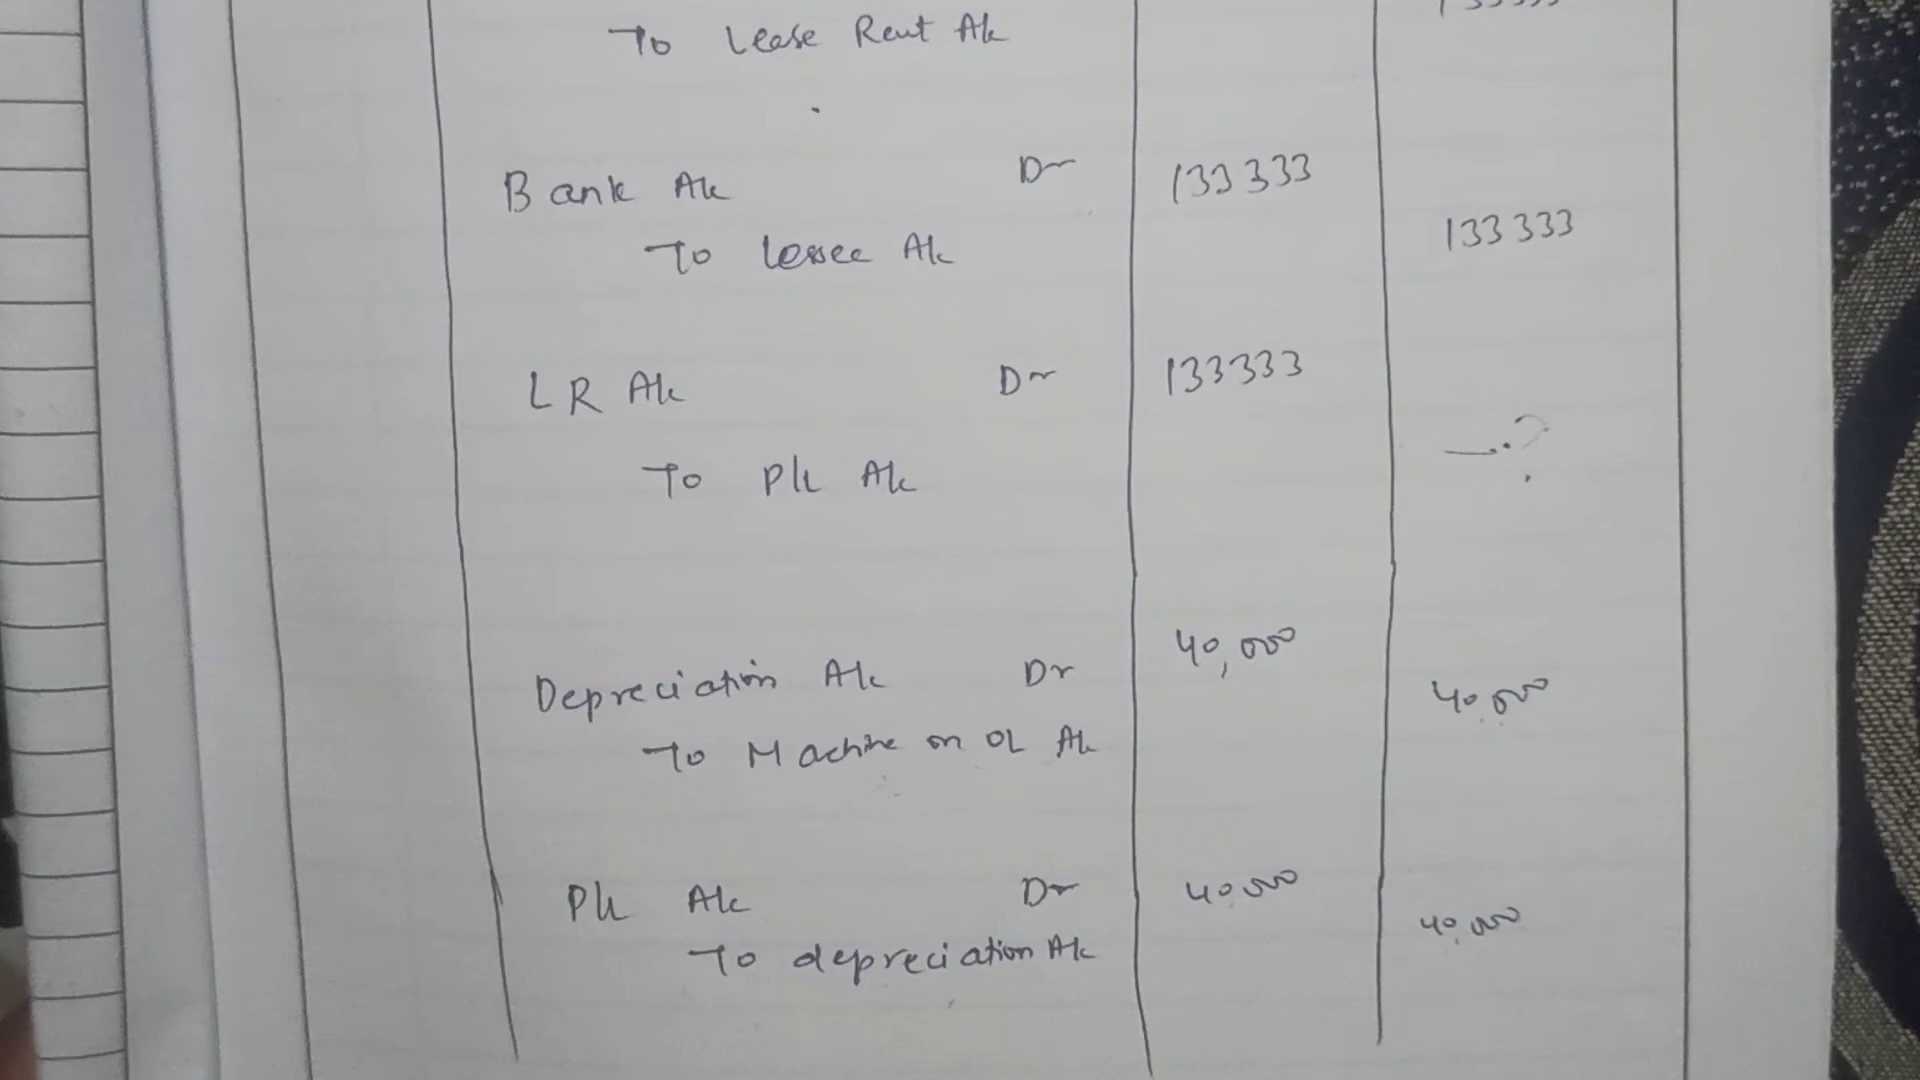 133333
To Lease Rent A/c
Bank A/c Dr 133333
To lessee A/c 133333
LR A/c Dr 133333
To P/L A/c — ?
Depreciation A/c Dr 40,000
To Machine on OL A/c 40,000
P/L A/c Dr 40,000
To depreciation A/c 40,000